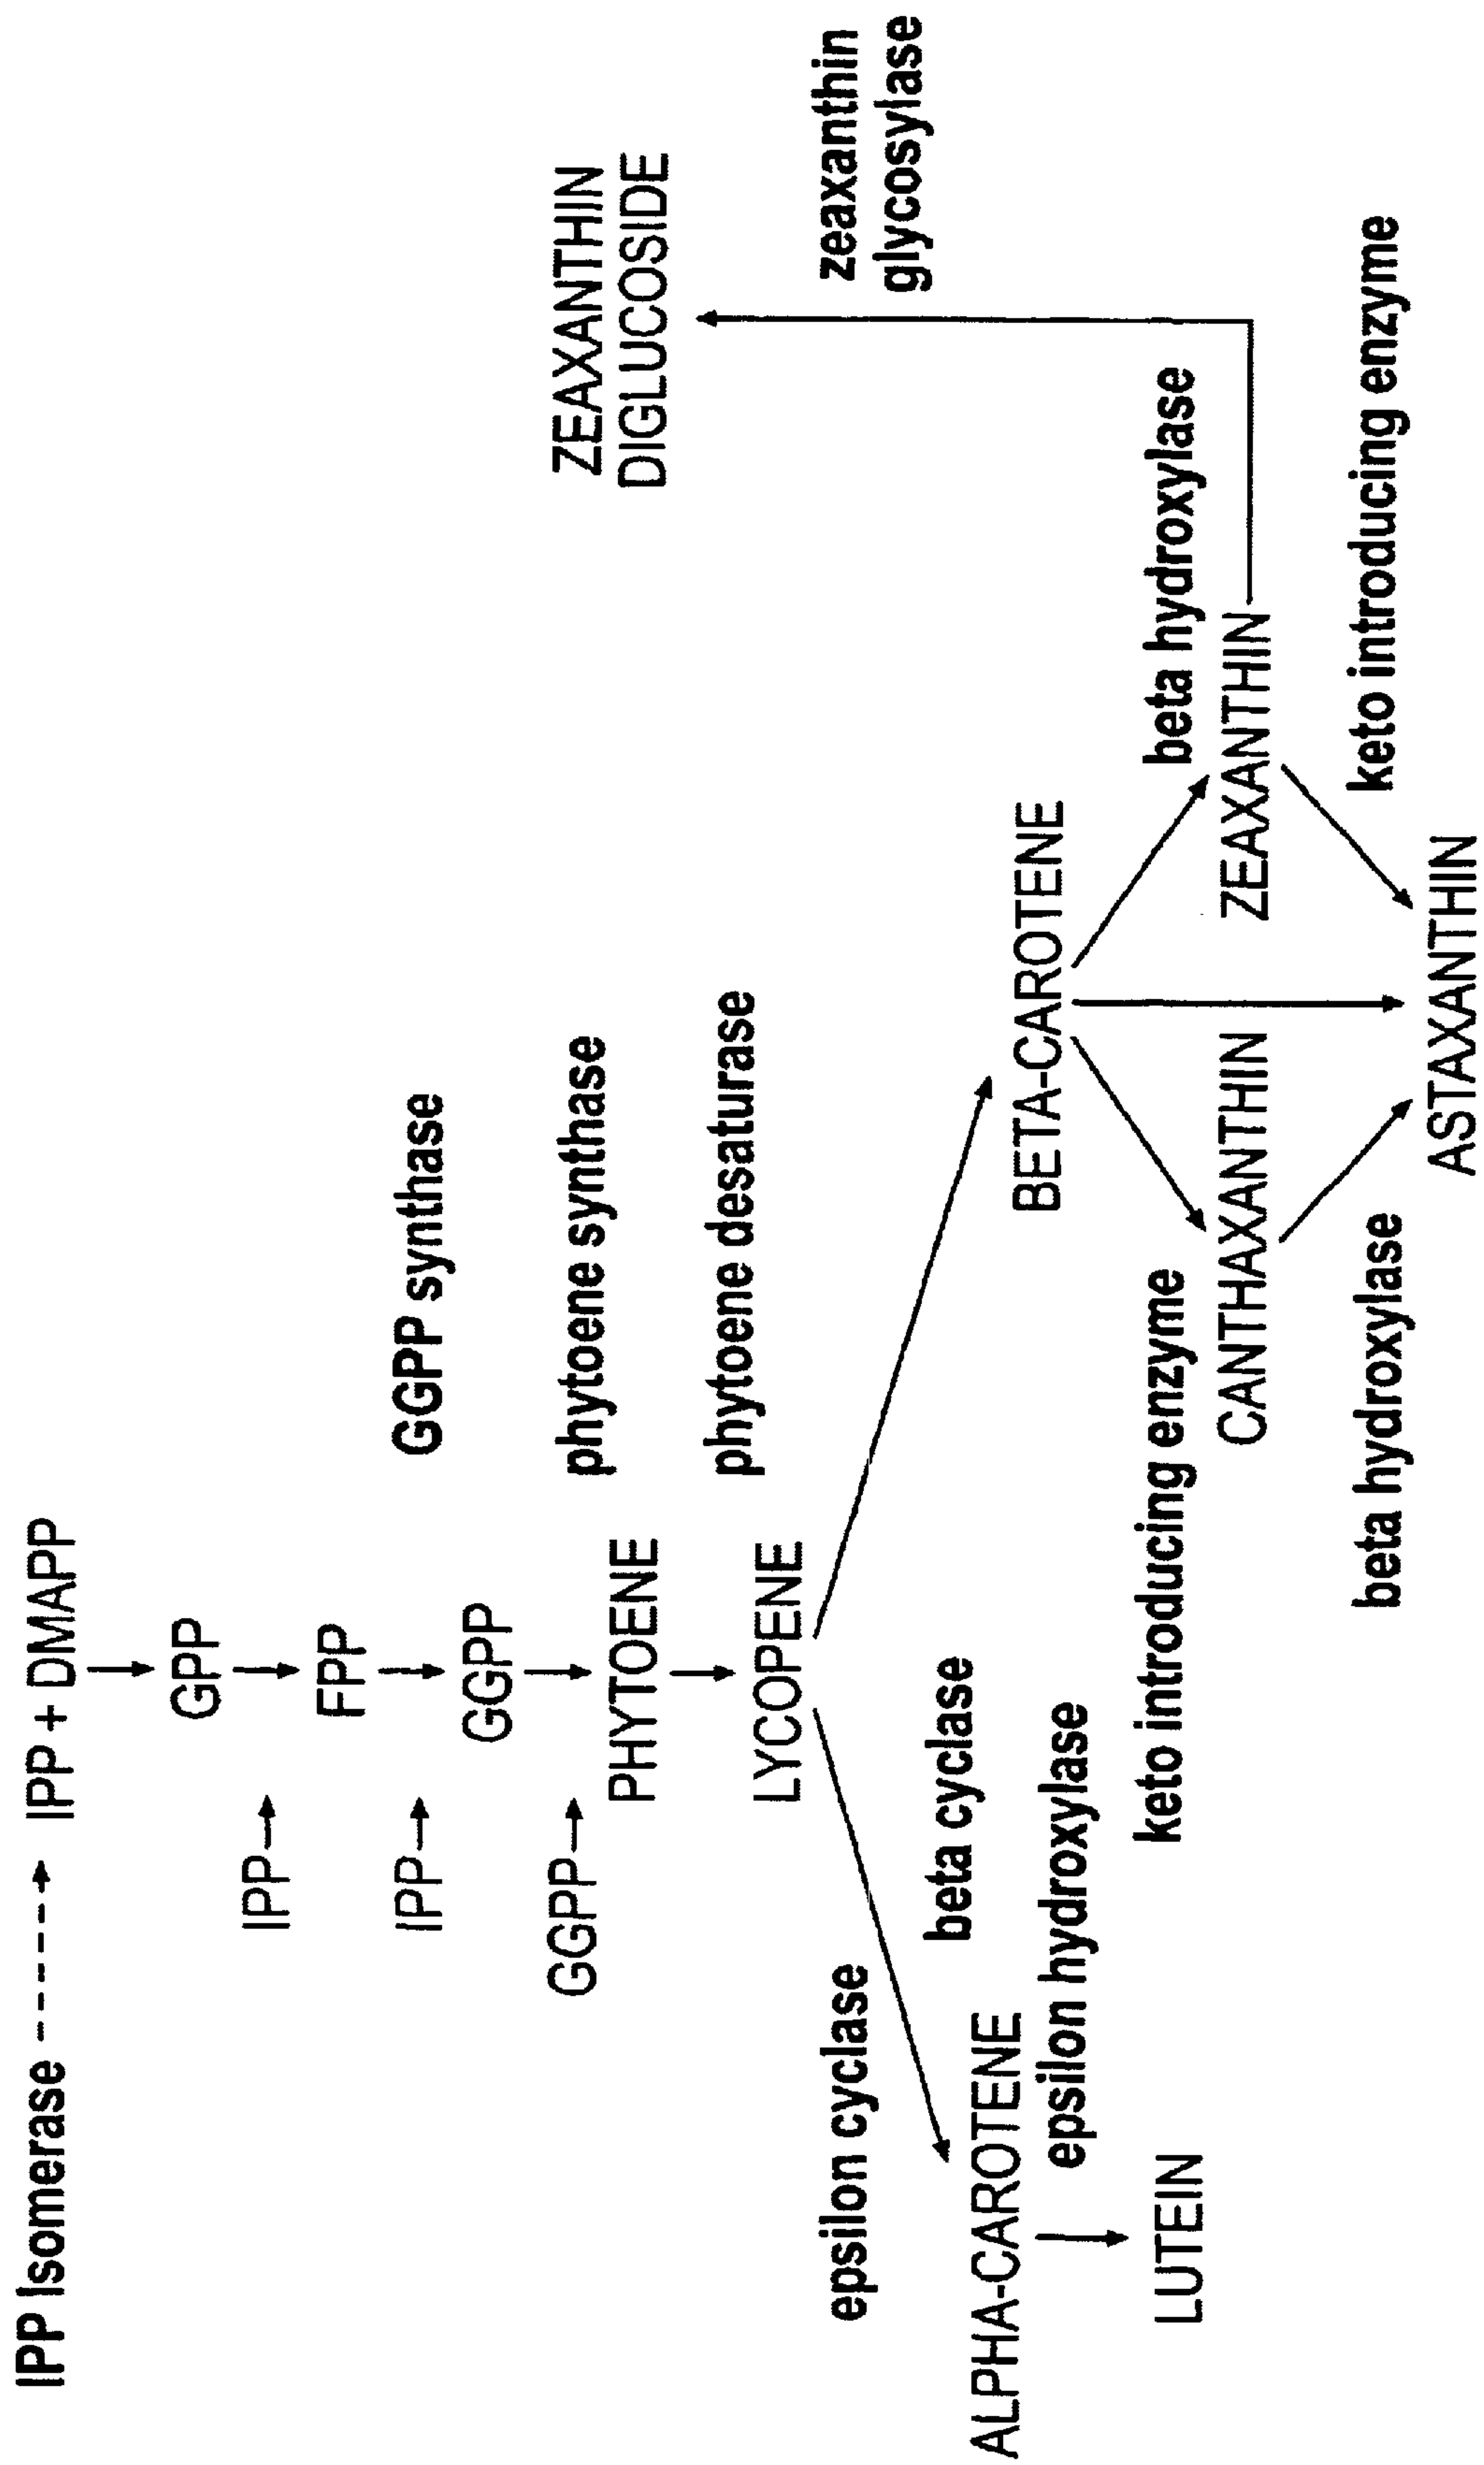 IPP Isomerase
IPP + DMAPP
GPP
IPP
FPP
IPP
GGPP synthase
GGPP
GGPP
phytoene synthase
PHYTOENE
phytoene desaturase
LYCOPENE
ZEAXANTHIN
DIGLUCOSIDE
zeaxanthin
glycosylase
epsilon cyclase
beta cyclase
ALPHA-CAROTENE
BETA-CAROTENE
epsilon hydroxylase
keto introducing enzyme
beta hydroxylase
LUTEIN
CANTHAXANTHIN
ZEAXANTHIN
beta hydroxylase
keto introducing enzyme
ASTAXANTHIN